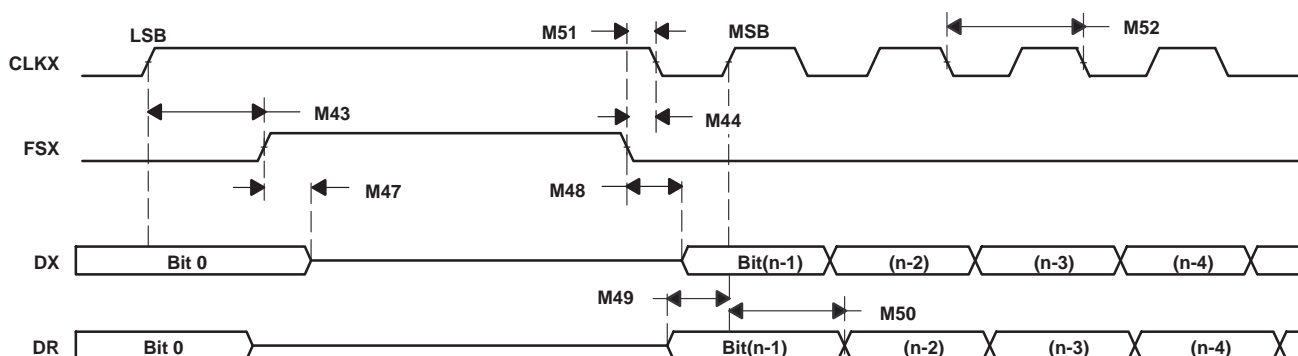 LSB
M51
MSB
M52
CLKX
M43
M44
FSX
M47
M48
DX
Bit 0
Bit(n-1)
(n-2)
(n-3)
(n-4)
M49
M50
DR
Bit 0
Bit(n-1)
(n-2)
(n-3)
(n-4)